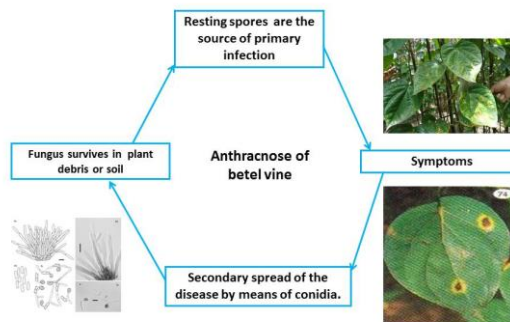 Resting spores are the
source of primary
infection
Fungus survives in plant
debris or soil
Anthracnose of
betel vine
Symptoms
74
Secondary spread of the
disease by means of conidia.